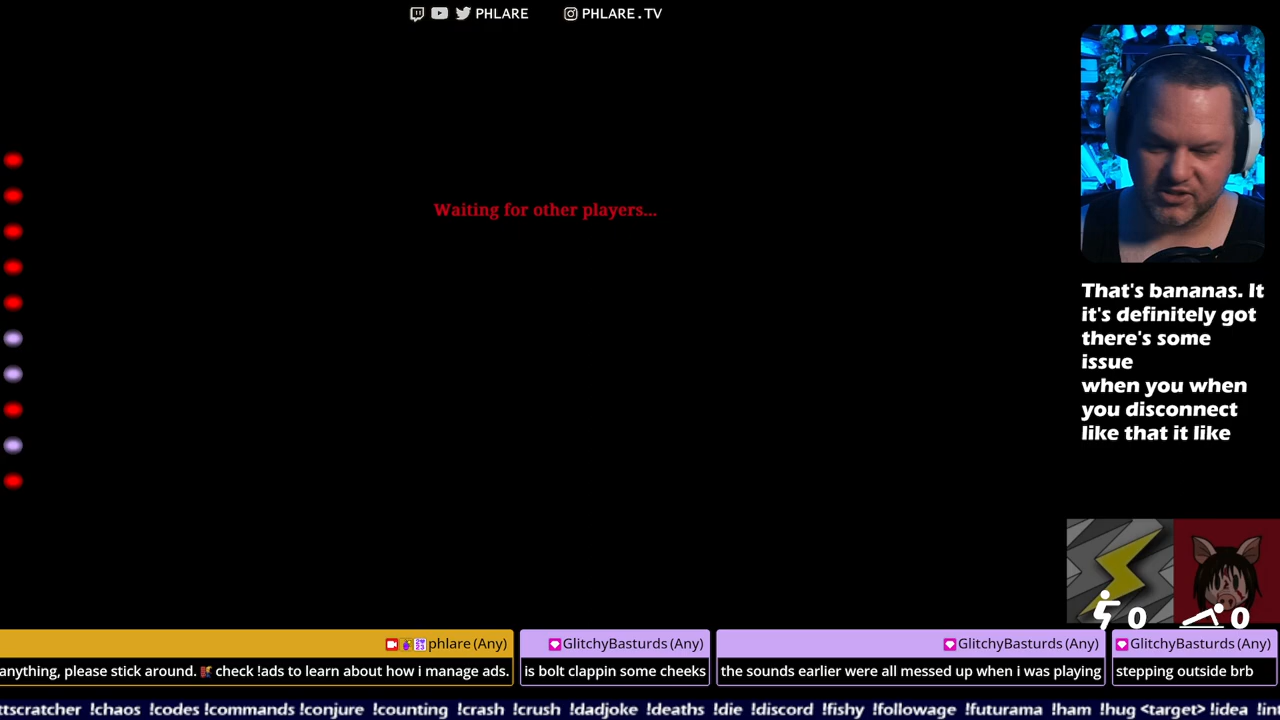 PHLARE PHLARE.TV
Waiting for other players...
That's bananas. It
it's definitely got
there's some
issue
when you when
you disconnect
like that it like
0 0
phlare (Any)
anything, please stick around. check !ads to learn about how i manage ads.
GlitchyBasturds (Any)
is bolt clappin some cheeks
GlitchyBasturds (Any)
the sounds earlier were all messed up when i was playing
GlitchyBasturds (Any)
stepping outside brb
ttscratcher !chaos !codes !commands !conjure !counting !crash !crush !dadjoke !deaths !die !discord !fishy !followage !futurama !ham !hug <target> !idea !int